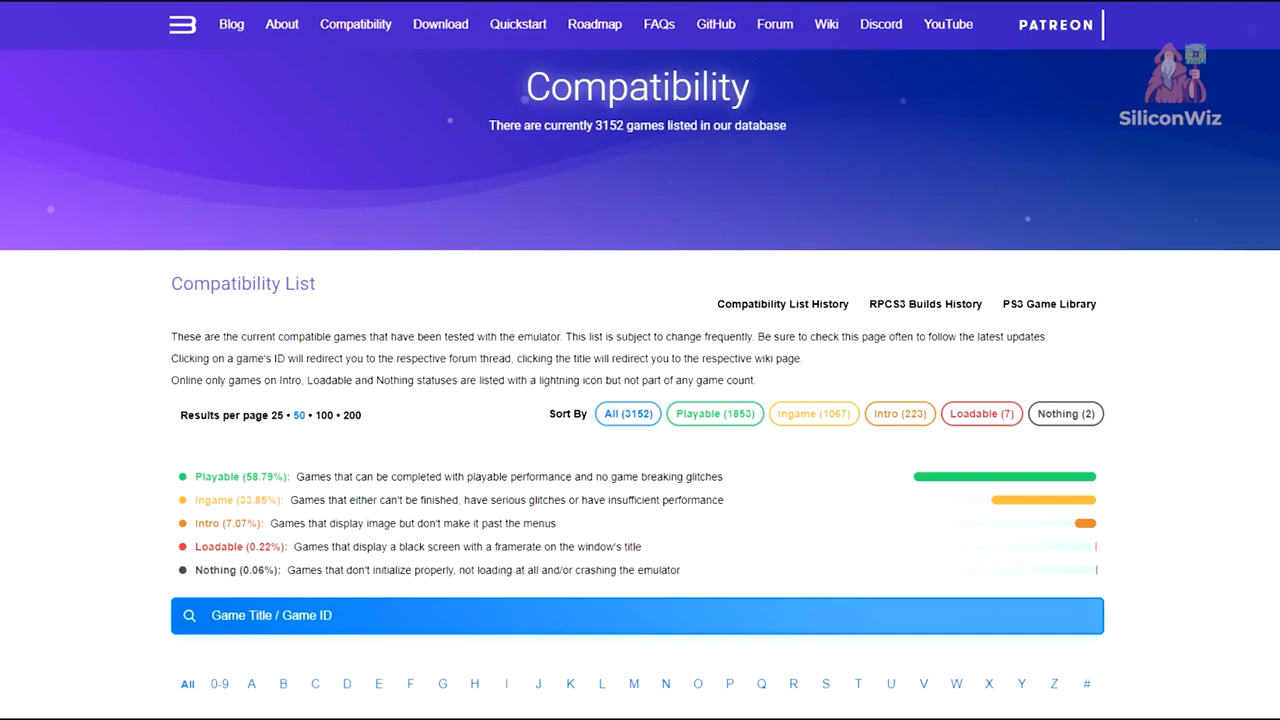 Blog About Compatibility Download Quickstart Roadmap FAQs GitHub Forum Wiki Discord YouTube PATREON
Compatibility
There are currently 3152 games listed in our database
SiliconWiz
Compatibility List
Compatibility List History RPCS3 Builds History PS3 Game Library
These are the current compatible games that have been tested with the emulator. This list is subject to change frequently. Be sure to check this page often to follow the latest updates.
Clicking on a game's ID will redirect you to the respective forum thread, clicking the title will redirect you to the respective wiki page.
Online only games on Intro, Loadable and Nothing statuses are listed with a lightning icon but not part of any game count.
Results per page 25 • 50 • 100 • 200 Sort By All (3152) Playable (1853) Ingame (1067) Intro (223) Loadable (7) Nothing (2)
Playable (58.79%): Games that can be completed with playable performance and no game breaking glitches
Ingame (33.85%): Games that either can't be finished, have serious glitches or have insufficient performance
Intro (7.07%): Games that display image but don't make it past the menus
Loadable (0.22%): Games that display a black screen with a framerate on the window's title
Nothing (0.06%): Games that don't initialize properly, not loading at all and/or crashing the emulator
Game Title / Game ID
All 0-9 A B C D E F G H I J K L M N O P Q R S T U V W X Y Z #